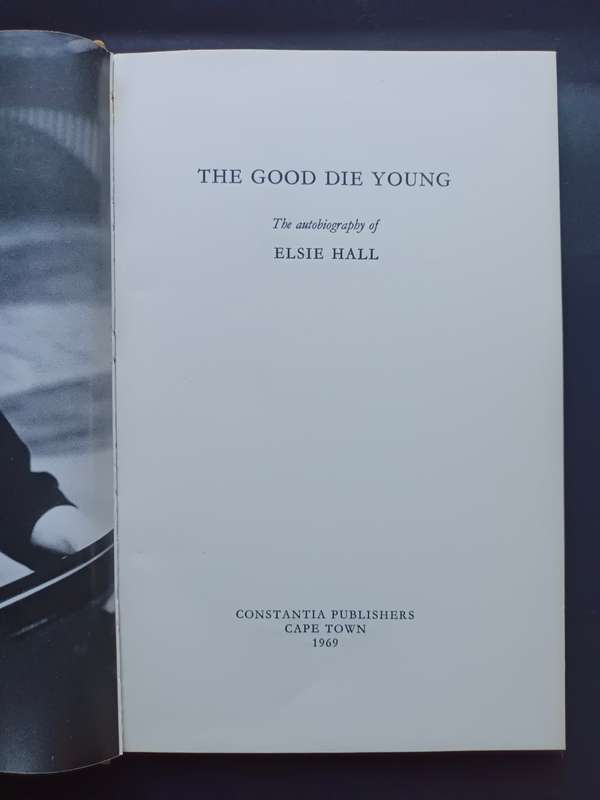 THE GOOD DIE YOUNG
The autobiography of
ELSIE HALL
CONSTANTIA PUBLISHERS
CAPE TOWN
1969